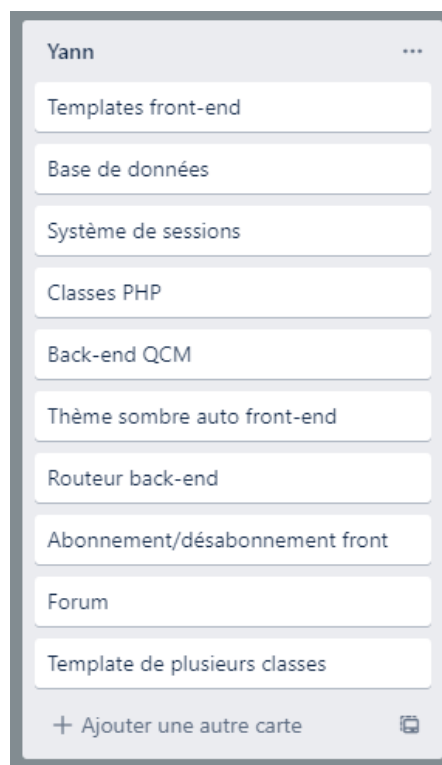 Yann
Templates front-end
Base de données
Système de sessions
Classes PHP
Back-end QCM
Thème sombre auto front-end
Routeur back-end
Abonnement/désabonnement front
Forum
Template de plusieurs classes
+ Ajouter une autre carte